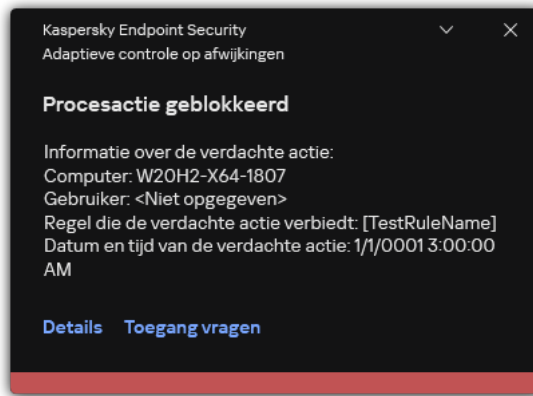 Kaspersky Endpoint Security
Adaptieve controle op afwijkingen
Procesactie geblokkeerd
Informatie over de verdachte actie:
Computer: W20H2-X64-1807
Gebruiker: <Niet opgegeven>
Regel die de verdachte actie verbiedt: [TestRuleName]
Datum en tijd van de verdachte actie: 1/1/0001 3:00:00
AM
Details Toegang vragen